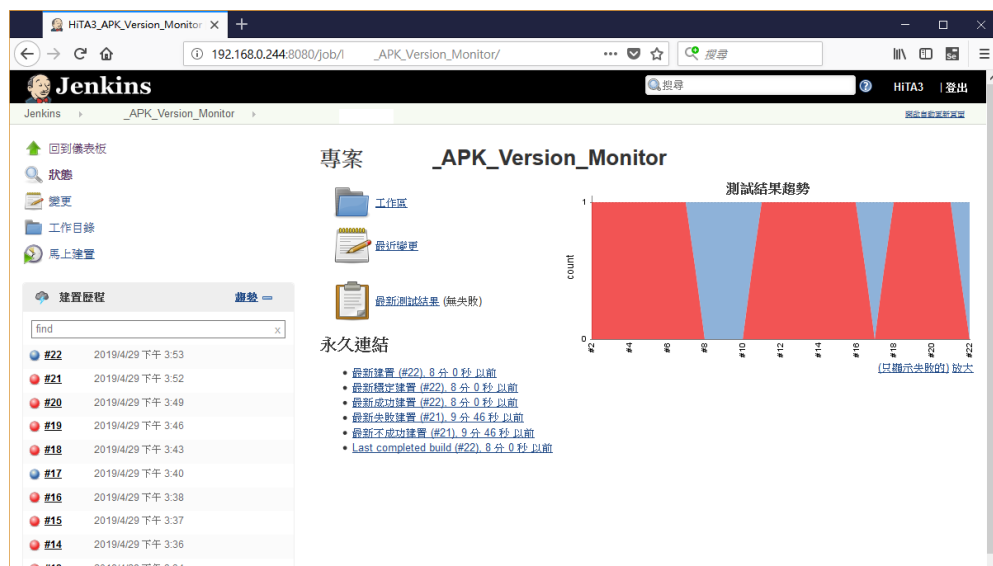 HiTA3_APK_Version_Monitor
192.168.0.244:8080/job/l _APK_Version_Monitor/
搜尋
Jenkins
搜尋
HiTA3 | 登出
Jenkins _APK_Version_Monitor
開啟自動重新頁面
回到儀表板
狀態
變更
工作目錄
馬上建置
建置歷程 趨勢
find x
#22 2019/4/29 下午 3:53
#21 2019/4/29 下午 3:52
#20 2019/4/29 下午 3:49
#19 2019/4/29 下午 3:46
#18 2019/4/29 下午 3:43
#17 2019/4/29 下午 3:40
#16 2019/4/29 下午 3:38
#15 2019/4/29 下午 3:37
#14 2019/4/29 下午 3:36
專案 _APK_Version_Monitor
工作區
最近變更
最新測試結果 (無失敗)
永久連結
最新建置 (#22), 8 分 0 秒 以前
最新穩定建置 (#22), 8 分 0 秒 以前
最新成功建置 (#22), 8 分 0 秒 以前
最新失敗建置 (#21), 9 分 46 秒 以前
最新不成功建置 (#21), 9 分 46 秒 以前
Last completed build (#22), 8 分 0 秒 以前
測試結果趨勢
1
count
0
#2 #4 #6 #8 #10 #12 #14 #16 #18 #20 #22
(只顯示失敗的) 放大